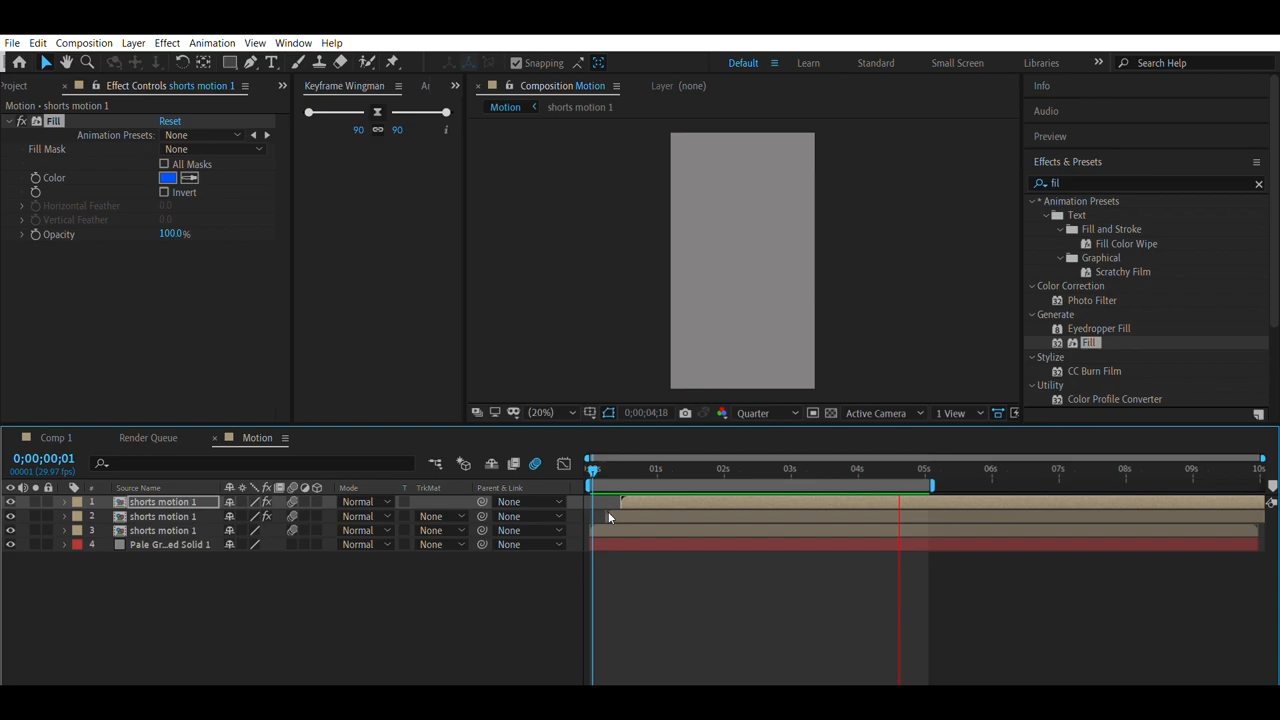 File Edit Composition Layer Effect Animation View Window Help
Snapping Default Learn Standard Small Screen Libraries Search Help
Project Effect Controls shorts motion 1
Keyframe Wingman
Composition Motion
Layer (none)
Info
Motion • shorts motion 1
Motion shorts motion 1
Audio
fx Fill Reset
Animation Presets: None
90 90
Preview
Fill Mask None
All Masks
Effects & Presets
Color
fil
Invert
Horizontal Feather 0.0
Vertical Feather 0.0
Opacity 100.0%
* Animation Presets
Text
Fill and Stroke
Fill Color Wipe
Graphical
Scratchy Film
Color Correction
Photo Filter
Generate
Eyedropper Fill
Fill
Stylize
CC Burn Film
Utility
Color Profile Converter
(20%) 0;00;04;18 Quarter Active Camera 1 View
Comp 1 Render Queue Motion
0;00;00;01
00001 (29.97 fps)
01s 02s 03s 04s 05s 06s 07s 08s 09s 10s
# Source Name fx Mode T TrkMat Parent & Link
1 shorts motion 1 fx Normal None
2 shorts motion 1 fx Normal None None
3 shorts motion 1 Normal None None
4 Pale Gr...ed Solid 1 Normal None None